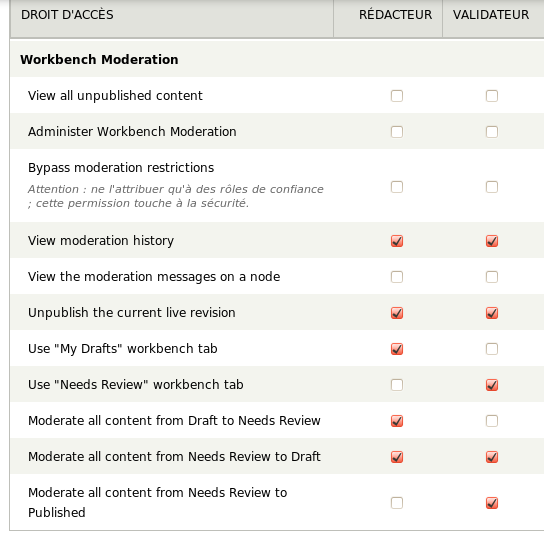 DROIT D'ACCÈS RÉDACTEUR VALIDATEUR
Workbench Moderation
View all unpublished content
Administer Workbench Moderation
Bypass moderation restrictions
Attention : ne l'attribuer qu'à des rôles de confiance
; cette permission touche à la sécurité.
View moderation history
View the moderation messages on a node
Unpublish the current live revision
Use "My Drafts" workbench tab
Use "Needs Review" workbench tab
Moderate all content from Draft to Needs Review
Moderate all content from Needs Review to Draft
Moderate all content from Needs Review to
Published